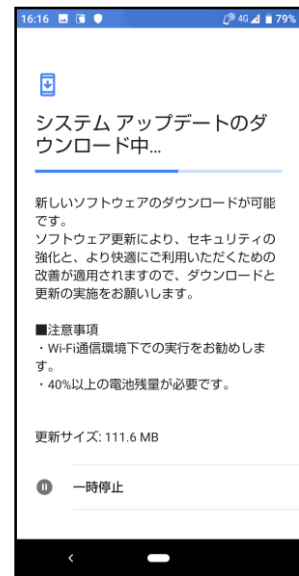 16:16 4G 79%
システム アップデートのダ
ウンロード中...
新しいソフトウェアのダウンロードが可能
です。
ソフトウェア更新により、セキュリティの
強化と、より快適にご利用いただくための
改善が適用されますので、ダウンロードと
更新の実施をお願いします。
■注意事項
・Wi-Fi通信環境下での実行をお勧めしま
す。
・40%以上の電池残量が必要です。
更新サイズ: 111.6 MB
一時停止